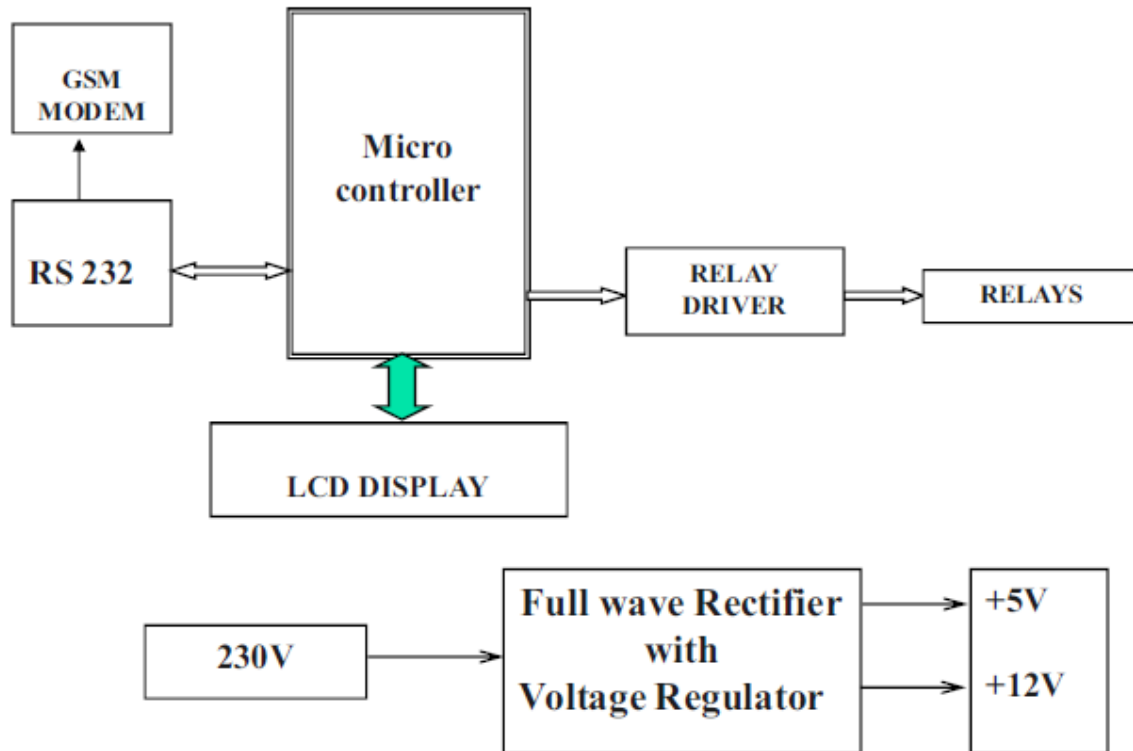 GSM
MODEM
Micro
controller
RS 232
RELAY
DRIVER
RELAYS
LCD DISPLAY
230V
Full wave Rectifier
with
Voltage Regulator
+5V
+12V